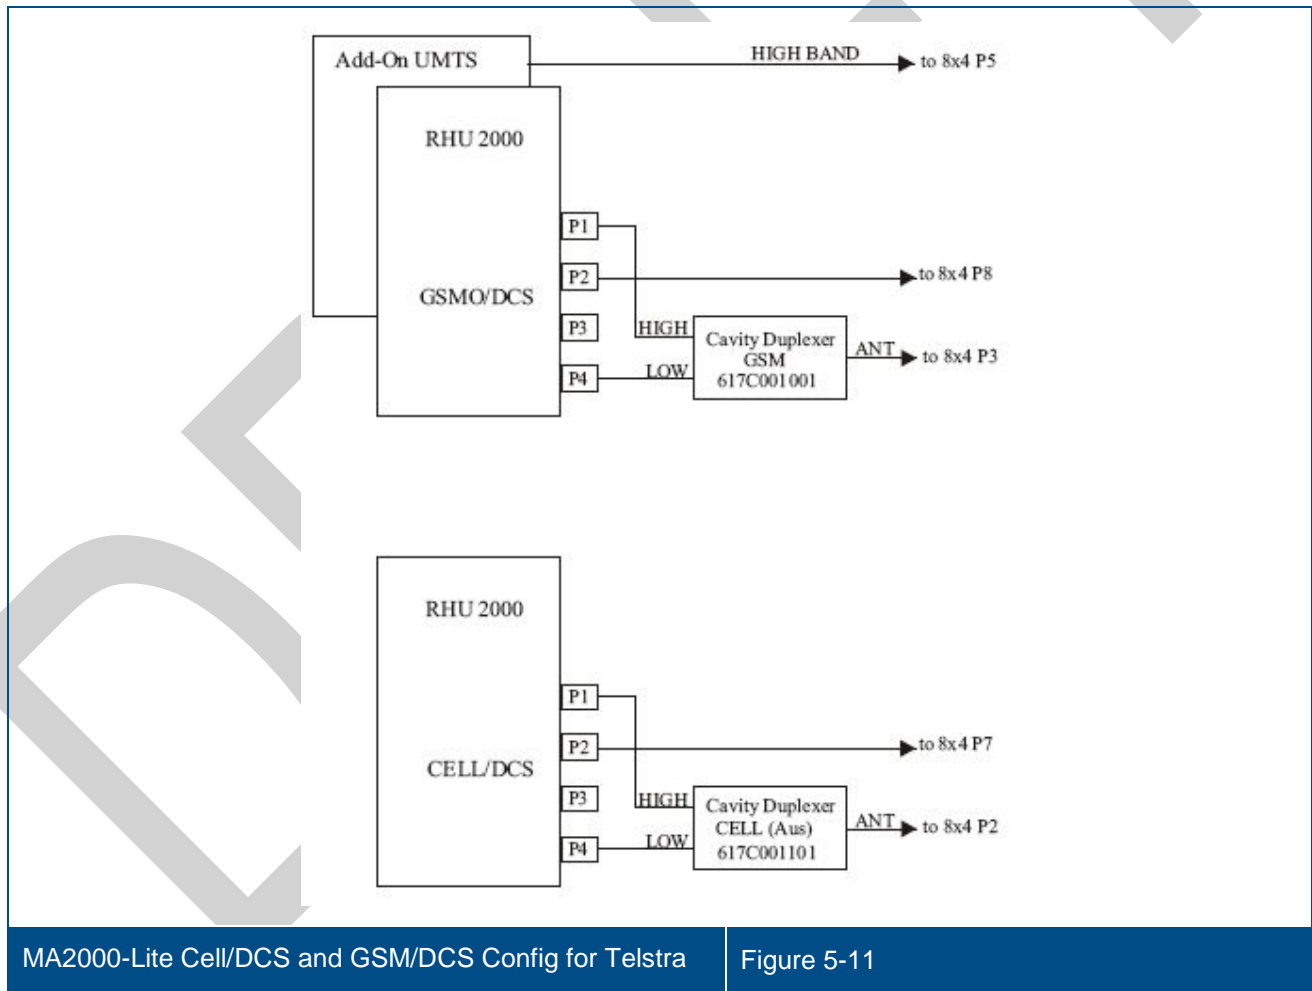 Add-On UMTS
HIGH BAND
to 8x4 P5
RHU 2000
P1
P2
to 8x4 P8
GSMO/DCS
P3
HIGH
Cavity Duplexer
GSM
617C001001
ANT
to 8x4 P3
P4
LOW
RHU 2000
P1
P2
to 8x4 P7
CELL/DCS
P3
HIGH
Cavity Duplexer
CELL (Aus)
617C001101
ANT
to 8x4 P2
P4
LOW
MA2000-Lite Cell/DCS and GSM/DCS Config for Telstra
Figure 5-11